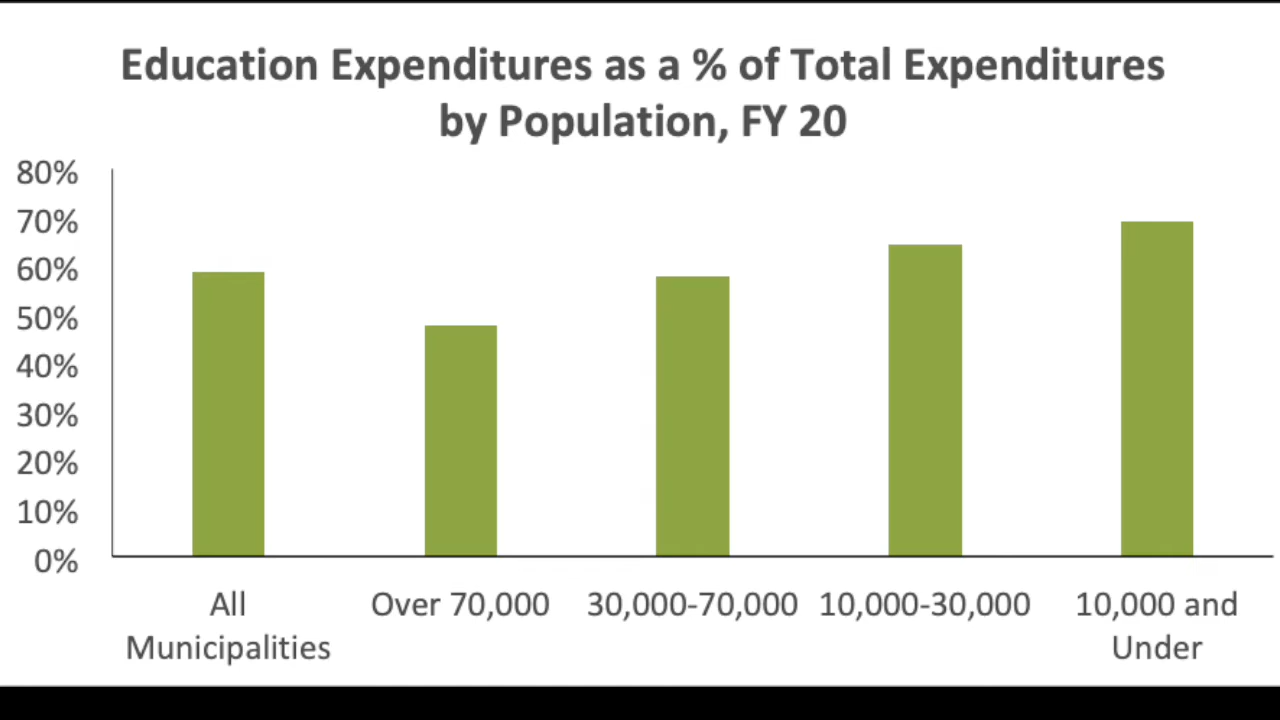 Education Expenditures as a % of Total Expenditures
by Population, FY 20
80%
70%
60%
50%
40%
30%
20%
10%
0%
All
Municipalities
Over 70,000
30,000-70,000
10,000-30,000
10,000 and
Under